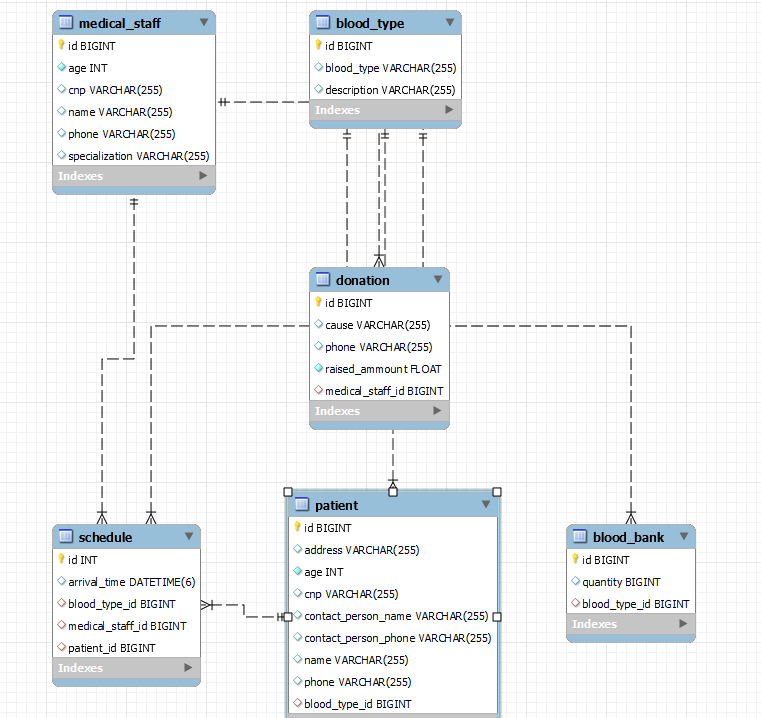 medical_staff
id BIGINT
age INT
cnp VARCHAR(255)
name VARCHAR(255)
phone VARCHAR(255)
specialization VARCHAR(255)
Indexes
blood_type
id BIGINT
blood_type VARCHAR(255)
description VARCHAR(255)
Indexes
donation
id BIGINT
cause VARCHAR(255)
phone VARCHAR(255)
raised_ammount FLOAT
medical_staff_id BIGINT
Indexes
schedule
id INT
arrival_time DATETIME(6)
blood_type_id BIGINT
medical_staff_id BIGINT
patient_id BIGINT
Indexes
patient
id BIGINT
address VARCHAR(255)
age INT
cnp VARCHAR(255)
contact_person_name VARCHAR(255)
contact_person_phone VARCHAR(255)
name VARCHAR(255)
phone VARCHAR(255)
blood_type_id BIGINT
blood_bank
id BIGINT
quantity BIGINT
blood_type_id BIGINT
Indexes